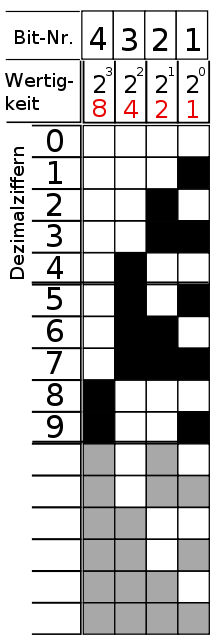 Bit-Nr. 4 3 2 1
Wertig-
keit 2³ 2² 2¹ 2⁰
8 4 2 1
Dezimalziffern
0
1
2
3
4
5
6
7
8
9